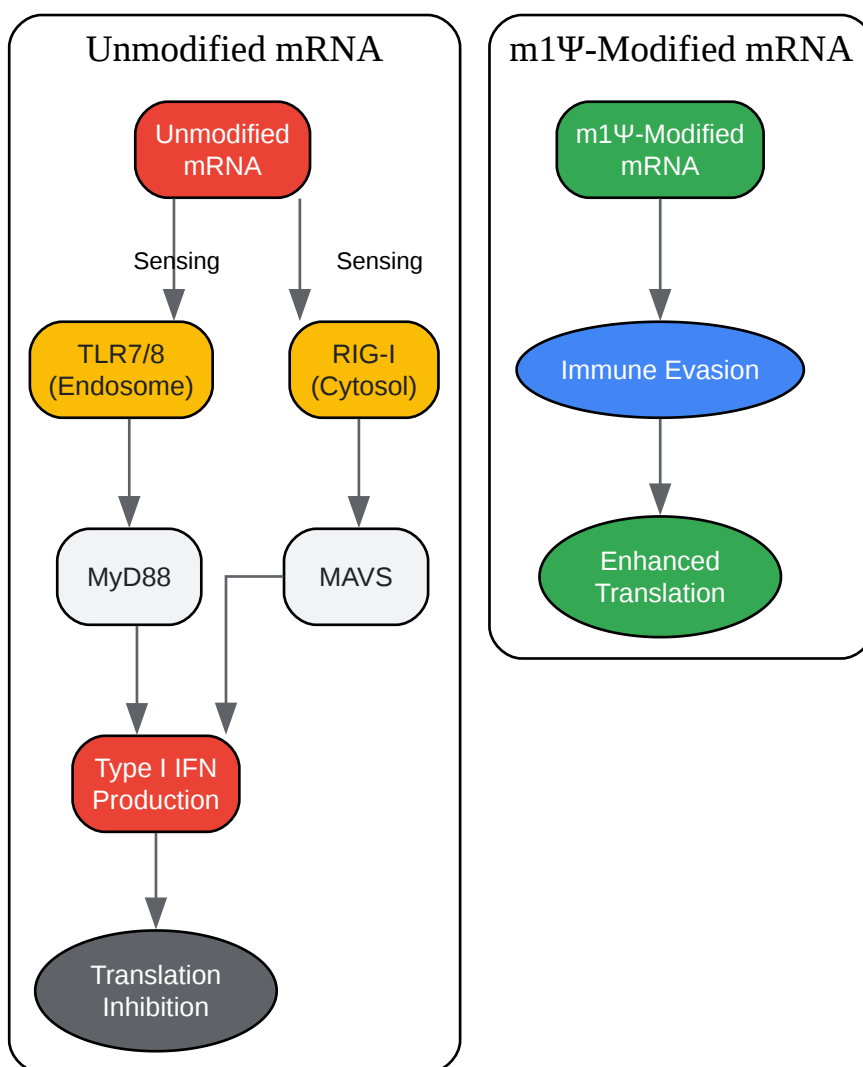 Unmodified mRNA
Unmodified
mRNA
Sensing
Sensing
TLR7/8
(Endosome)
RIG-I
(Cytosol)
MyD88
MAVS
Type I IFN
Production
Translation
Inhibition
m1Ψ-Modified mRNA
m1Ψ-Modified
mRNA
Immune Evasion
Enhanced
Translation